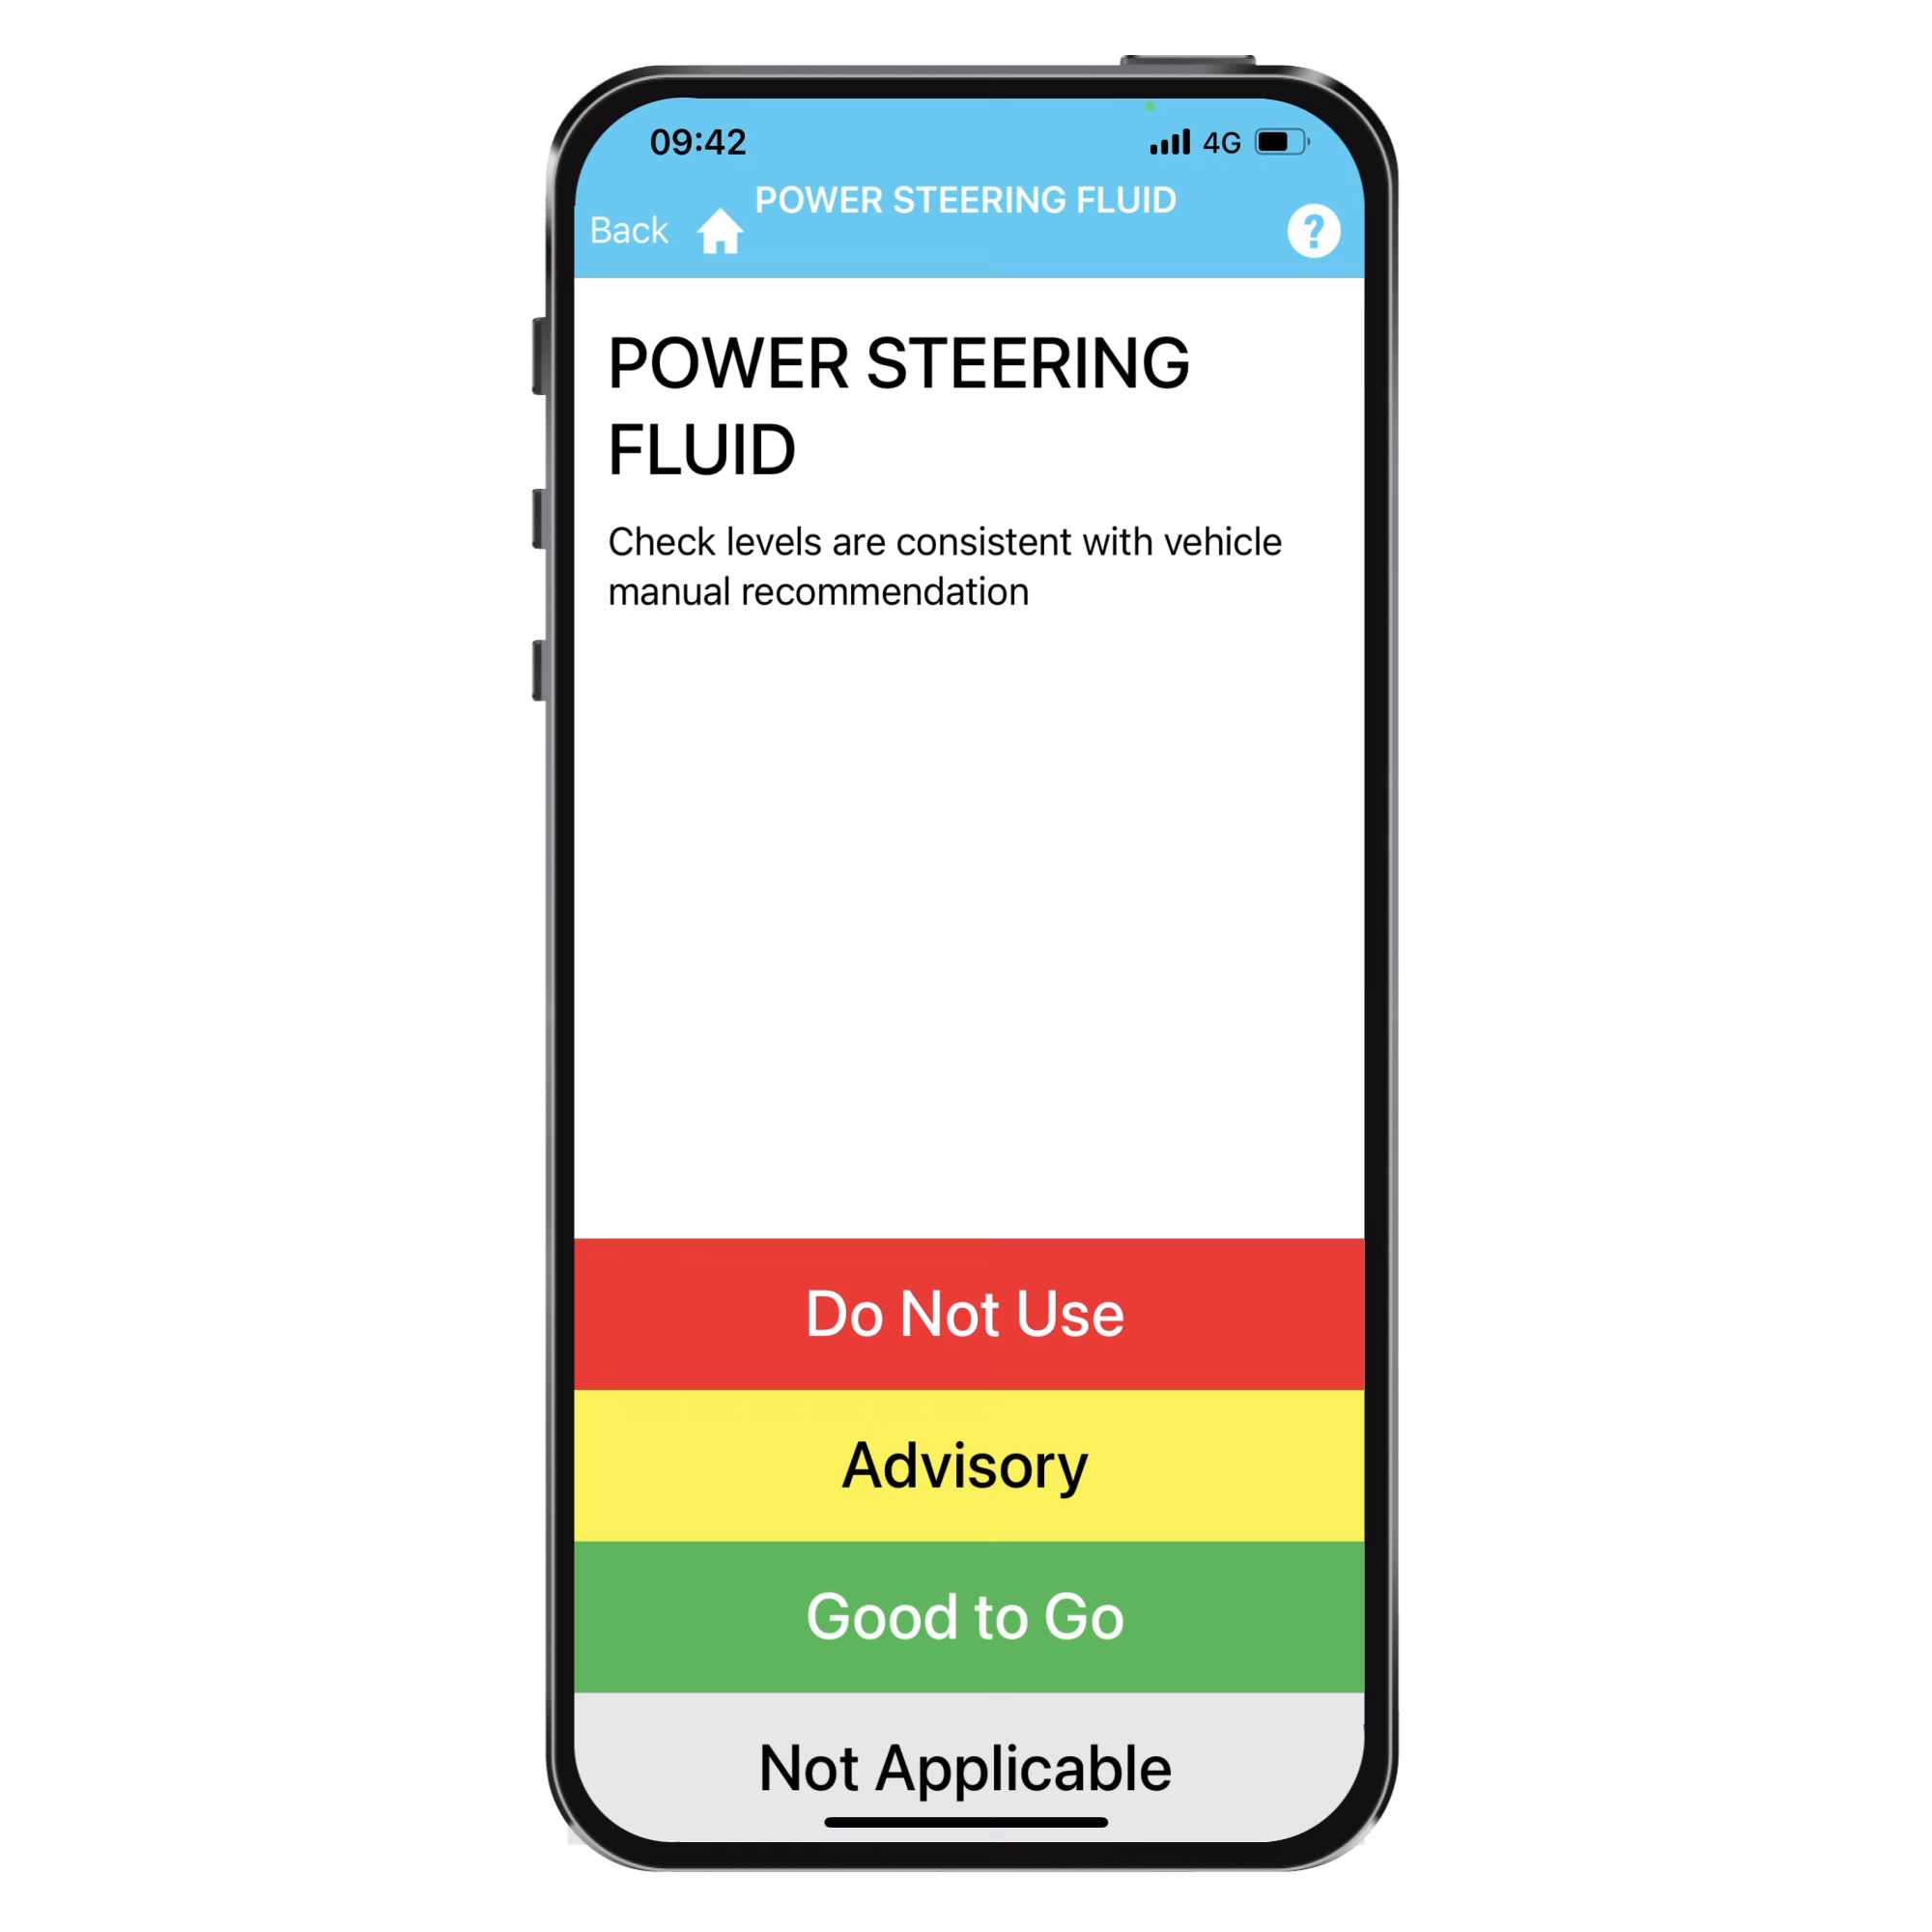 09:42
4G
POWER STEERING FLUID
Back
?
POWER STEERING
FLUID
Check levels are consistent with vehicle
manual recommendation
Do Not Use
Advisory
Good to Go
Not Applicable